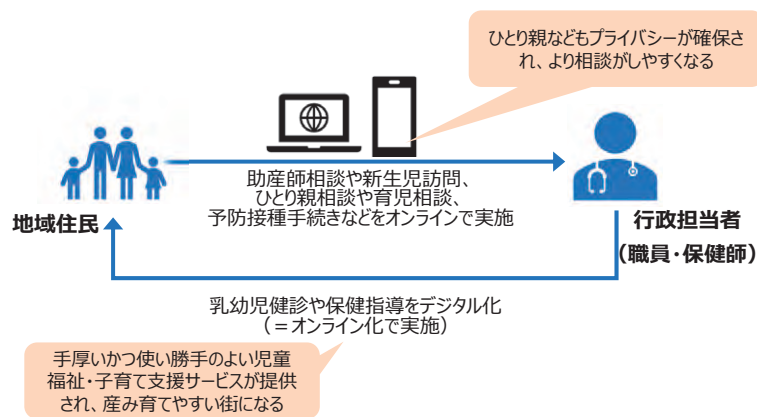 ひとり親などもプライバシーが確保さ
れ、より相談がしやすくなる
助産師相談や新生児訪問、
ひとり親相談や育児相談、
予防接種手続きなどをオンラインで実施
地域住民
行政担当者
（職員・保健師）
乳幼児健診や保健指導をデジタル化
（＝オンライン化で実施）
手厚いかつ使い勝手のよい児童
福祉・子育て支援サービスが提供
され、産み育てやすい街になる